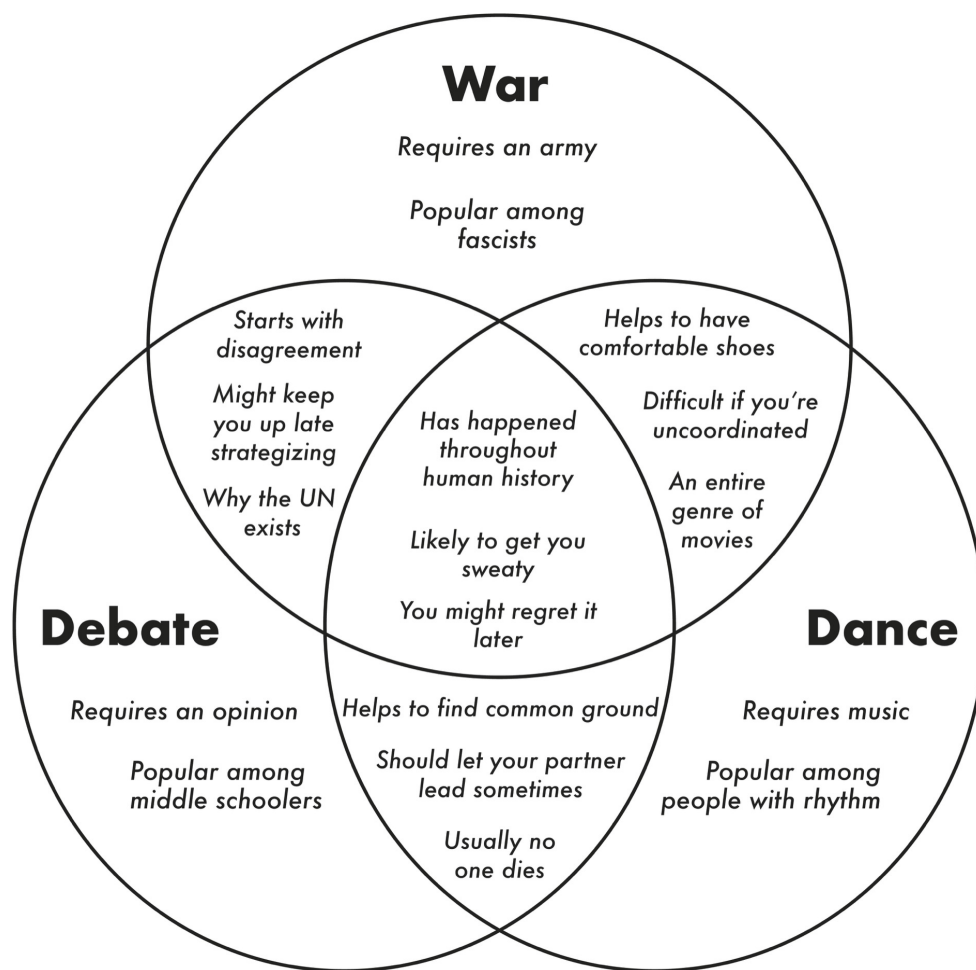 War
Requires an army
Popular among
fascists
Starts with
disagreement
Might keep
you up late
strategizing
Why the UN
exists
Helps to have
comfortable shoes
Difficult if you're
uncoordinated
An entire
genre of
movies
Has happened
throughout
human history
Likely to get you
sweaty
You might regret it
later
Debate
Requires an opinion
Popular among
middle schoolers
Helps to find common ground
Should let your partner
lead sometimes
Usually no
one dies
Dance
Requires music
Popular among
people with rhythm